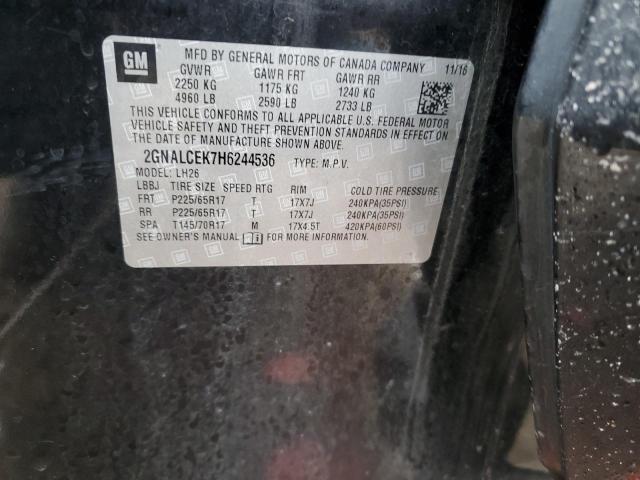 GM
MFD BY GENERAL MOTORS OF CANADA COMPANY 11/16
GVWR GAWR FRT GAWR RR
2250 KG 1175 KG 1240 KG
4960 LB 2590 LB 2733 LB
THIS VEHICLE CONFORMS TO ALL APPLICABLE U.S. FEDERAL MOTOR
VEHICLE SAFETY AND THEFT PREVENTION STANDARDS IN EFFECT ON
THE DATE OF MANUFACTURE SHOWN ABOVE.
2GNALCEK7H6244536 TYPE: M.P.V.
MODEL: LH26
LBBJ TIRE SIZE SPEED RTG RIM COLD TIRE PRESSURE
FRT P225/65R17 T 17X7J 240KPA(35PSI)
RR P225/65R17 T 17X7J 240KPA(35PSI)
SPA T145/70R17 M 17X4.5T 420KPA(60PSI)
SEE OWNER'S MANUAL FOR MORE INFORMATION